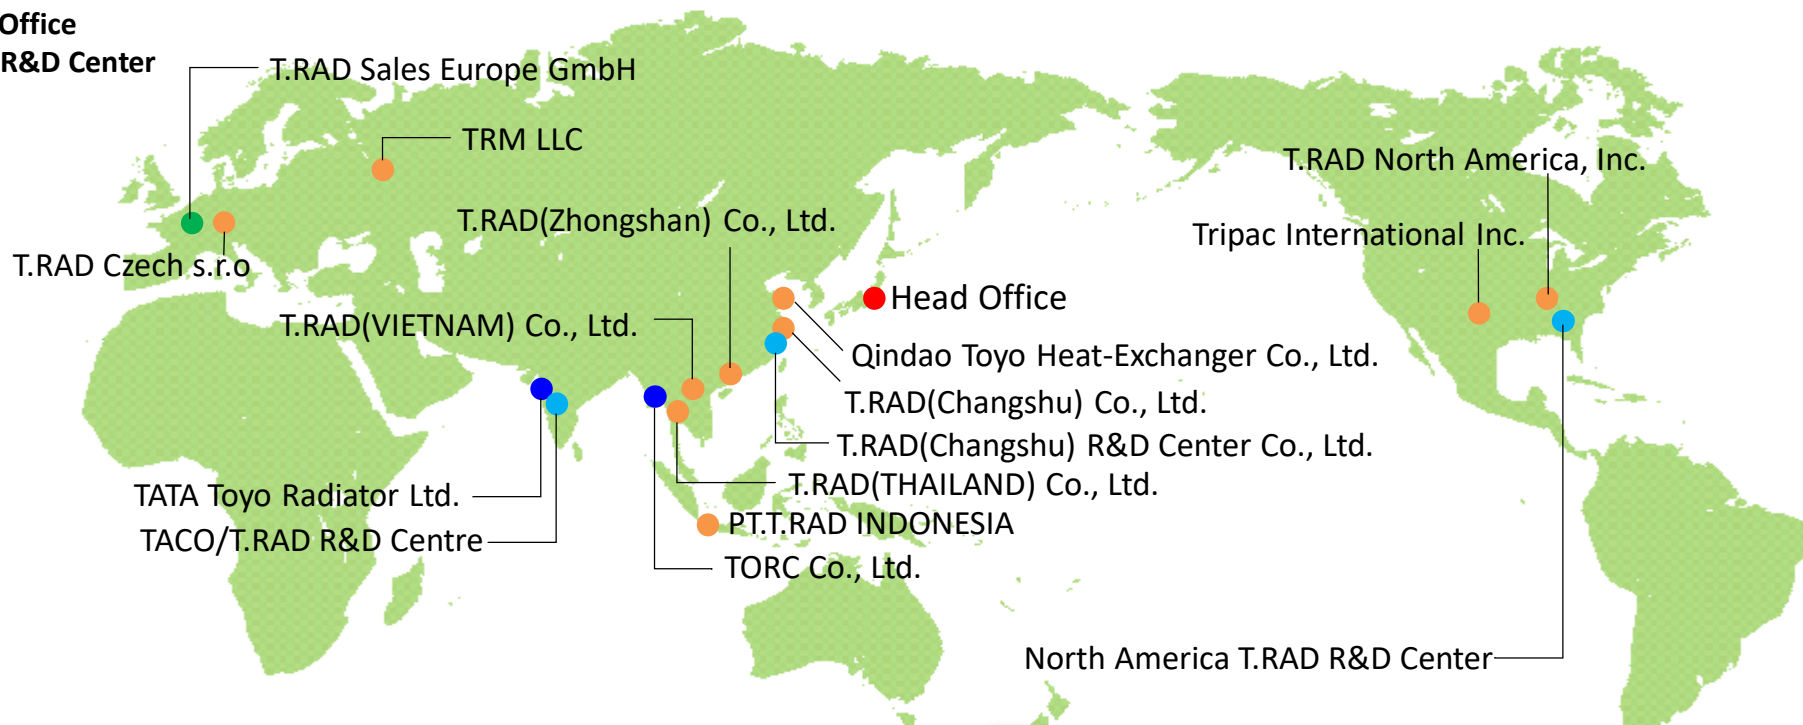 Office
R&D Center
T.RAD Sales Europe GmbH
TRM LLC
T.RAD North America, Inc.
T.RAD(Zhongshan) Co., Ltd.
Tripac International Inc.
T.RAD Czech s.r.o
Head Office
T.RAD(VIETNAM) Co., Ltd.
Qindao Toyo Heat-Exchanger Co., Ltd.
T.RAD(Changshu) Co., Ltd.
T.RAD(Changshu) R&D Center Co., Ltd.
T.RAD(THAILAND) Co., Ltd.
TATA Toyo Radiator Ltd.
PT.T.RAD INDONESIA
TACO/T.RAD R&D Centre
TORC Co., Ltd.
North America T.RAD R&D Center